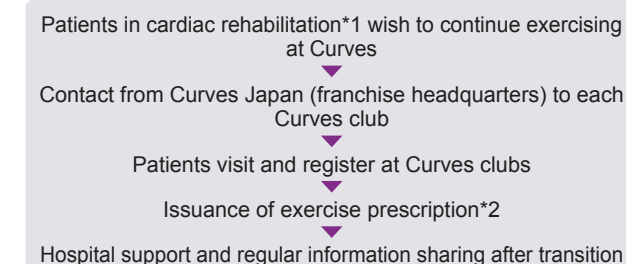 Patients in cardiac rehabilitation*1 wish to continue exercising
at Curves
Contact from Curves Japan (franchise headquarters) to each
Curves club
Patients visit and register at Curves clubs
Issuance of exercise prescription*2
Hospital support and regular information sharing after transition